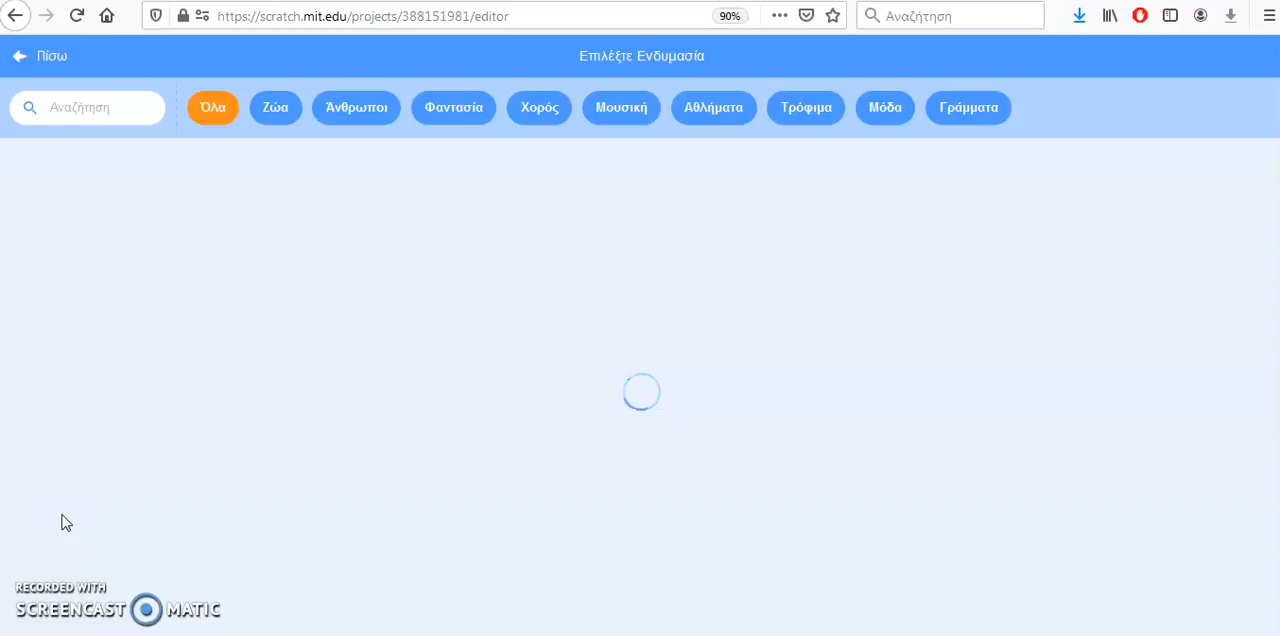 https://scratch.mit.edu/projects/388151981/editor
90%
Αναζήτηση
Πίσω
Επιλέξτε Ενδυμασία
Αναζήτηση
Όλα
Ζώα
Άνθρωποι
Φαντασία
Χορός
Μουσική
Αθλήματα
Τρόφιμα
Μόδα
Γράμματα
RECORDED WITH
SCREENCAST MATIC